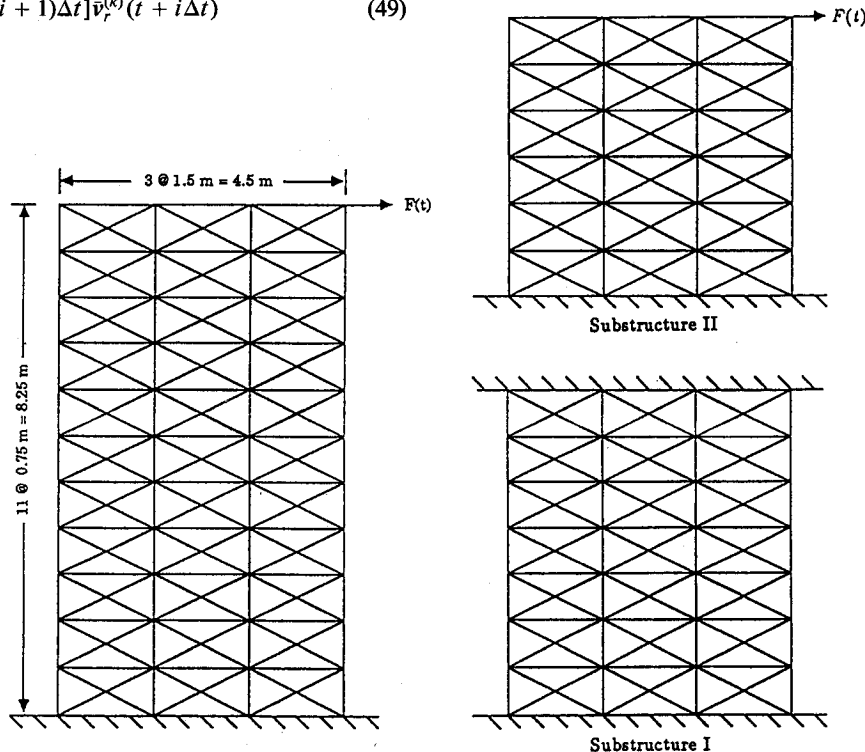 i + 1)Δt]v̄ᵣ⁽ᵏ⁾(t + iΔt) (49)
F(t)
Substructure II
3 @ 1.5 m = 4.5 m
F(t)
11 @ 0.75 m = 8.25 m
Substructure I